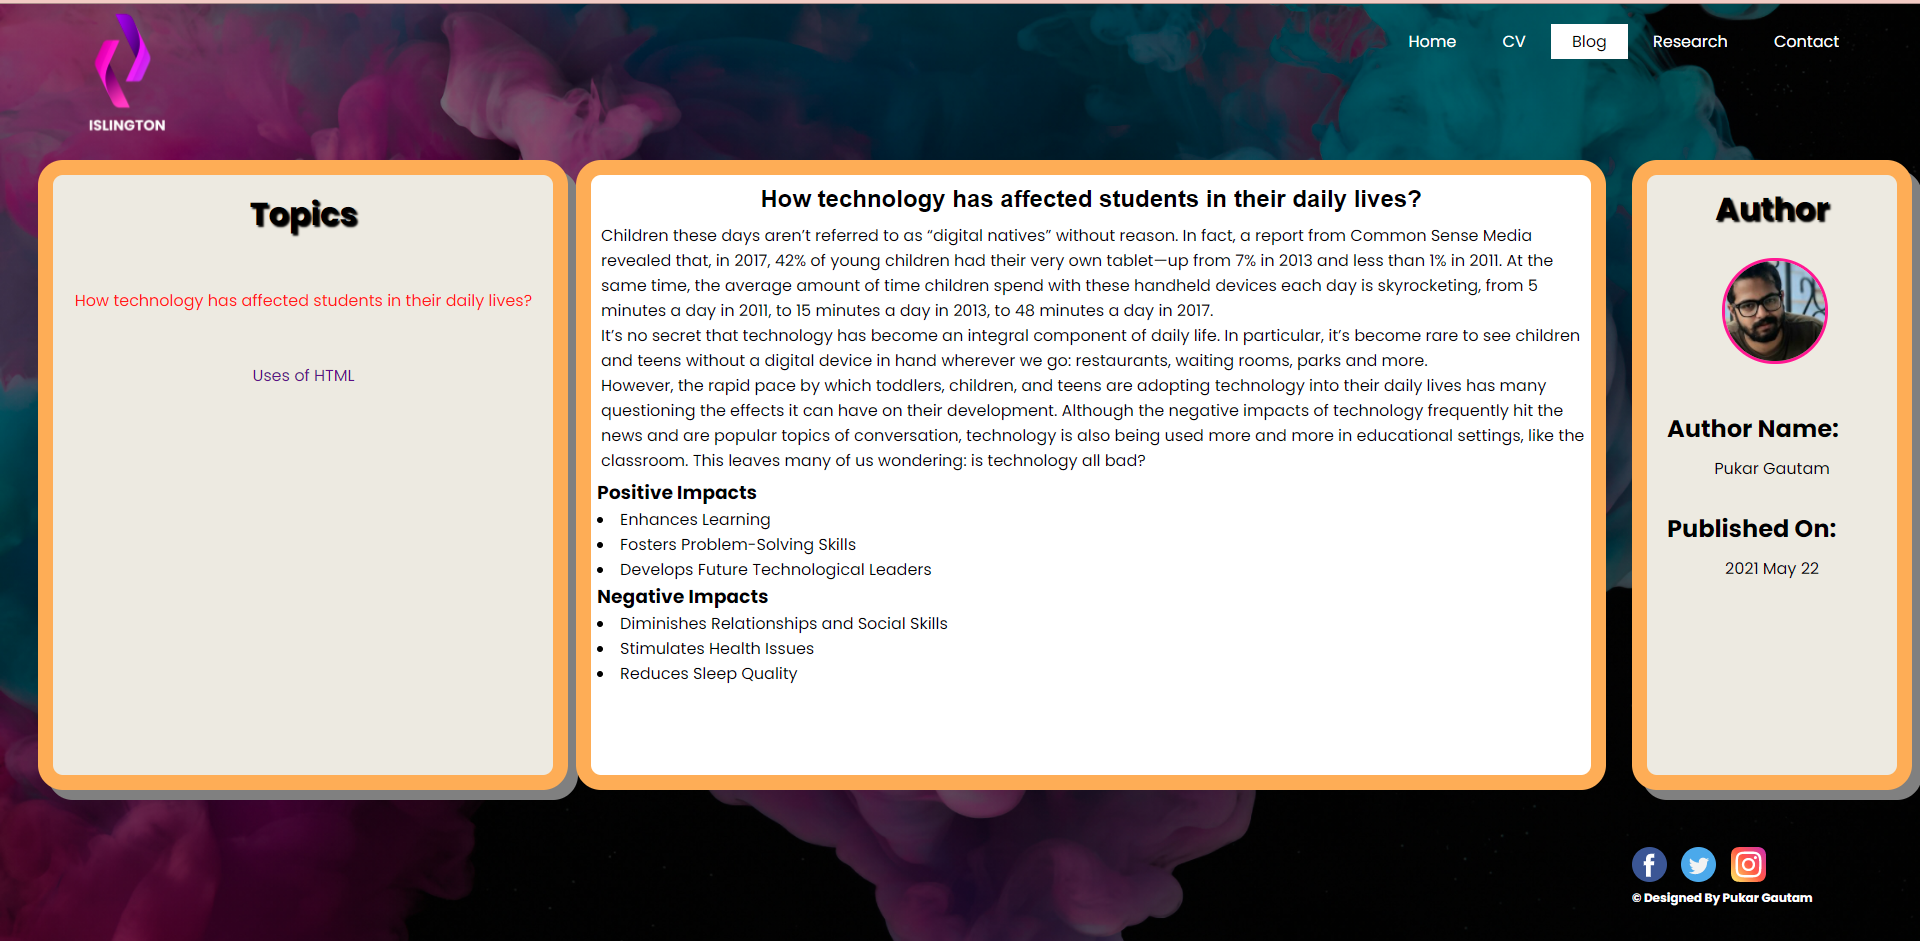 ISLINGTON
Home CV Blog Research Contact
Topics
How technology has affected students in their daily lives?
Uses of HTML
How technology has affected students in their daily lives?
Children these days aren’t referred to as “digital natives” without reason. In fact, a report from Common Sense Media
revealed that, in 2017, 42% of young children had their very own tablet—up from 7% in 2013 and less than 1% in 2011. At the
same time, the average amount of time children spend with these handheld devices each day is skyrocketing, from 5
minutes a day in 2011, to 15 minutes a day in 2013, to 48 minutes a day in 2017.
It’s no secret that technology has become an integral component of daily life. In particular, it’s become rare to see children
and teens without a digital device in hand wherever we go: restaurants, waiting rooms, parks and more.
However, the rapid pace by which toddlers, children, and teens are adopting technology into their daily lives has many
questioning the effects it can have on their development. Although the negative impacts of technology frequently hit the
news and are popular topics of conversation, technology is also being used more and more in educational settings, like the
classroom. This leaves many of us wondering: is technology all bad?
Positive Impacts
• Enhances Learning
• Fosters Problem-Solving Skills
• Develops Future Technological Leaders
Negative Impacts
• Diminishes Relationships and Social Skills
• Stimulates Health Issues
• Reduces Sleep Quality
Author
Author Name:
Pukar Gautam
Published On:
2021 May 22
© Designed By Pukar Gautam